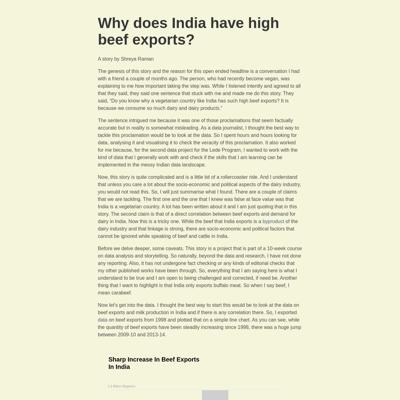 Why does India have high
beef exports?
A story by Shreya Raman
The genesis of this story and the reason for this open ended headline is a conversation I had
with a friend a couple of months ago. The person, who had recently become vegan, was
explaining to me how important taking the step was. While I listened intently and agreed to all
that they said, they said one sentence that stuck with me and made me do this story. They
said, "Do you know why a vegetarian country like India has such high beef exports? It is
because we consume so much dairy and dairy products."
The sentence intrigued me because it was one of those proclamations that seem factually
accurate but in reality is somewhat misleading. As a data journalist, I thought the best way to
tackle this proclamation would be to look at the data. So I spent hours and hours looking for
data, analysing it and visualising it to check the veracity of this proclamation. It also worked
for me because, for the second data project for the Lede Program, I wanted to work with the
kind of data that I generally work with and check if the skills that I am learning can be
implemented in the messy Indian data landscape.
Now, this story is quite complicated and is a little bit of a rollercoaster ride. And I understand
that unless you care a lot about the socio-economic and political aspects of the dairy industry,
you would not read this. So, I will just summarise what I found. There are a couple of claims
that we are tackling. The first one and the one that I knew was false at face value was that
India is a vegetarian country. A lot has been written about it and I am just quoting that in this
story. The second claim is that of a direct correlation between beef exports and demand for
dairy in India. Now this is a tricky one. While the beef that India exports is a byproduct of the
dairy industry and that linkage is strong, there are socio-economic and political factors that
cannot be ignored while speaking of beef and cattle in India.
Before we delve deeper, some caveats. This story is a project that is part of a 10-week course
on data analysis and storytelling. So naturally, beyond the data and research, I have not done
any reporting. Also, it has not undergone fact checking or any kinds of editorial checks that
my other published works have been through. So, everything that I am saying here is what I
understand to be true and I am open to being challenged and corrected, if need be. Another
thing that I want to highlight is that India only exports buffalo meat. So when I say beef, I
mean carabeef.
Now let's get into the data. I thought the best way to start this would be to look at the data on
beef exports and milk production in India and if there is any correlation there. So, I exported
data on beef exports from 1998 and plotted that on a simple line chart. As you can see, while
the quantity of beef exports have been steadily increasing since 1998, there was a huge jump
between 2009-10 and 2013-14.
Sharp Increase In Beef Exports
In India